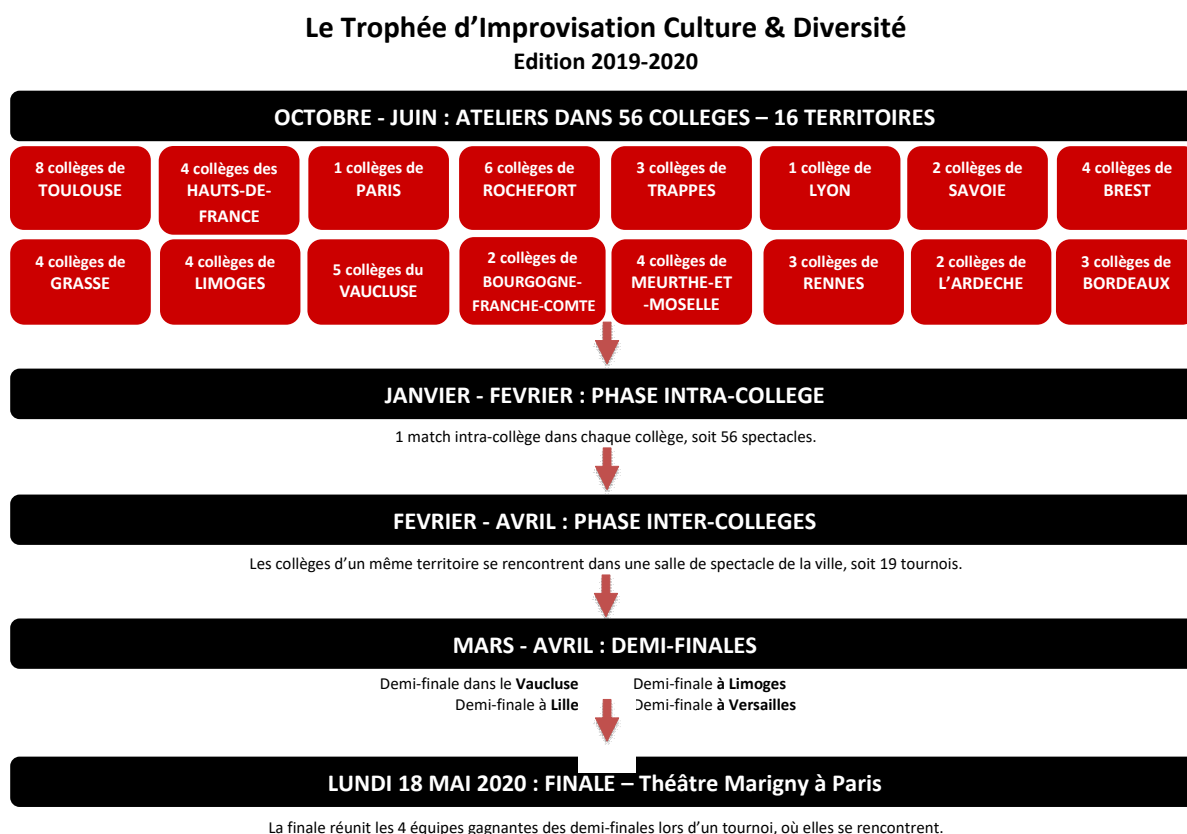 Le Trophée d'Improvisation Culture & Diversité
Edition 2019-2020
OCTOBRE - JUIN : ATELIERS DANS 56 COLLEGES – 16 TERRITOIRES
8 collèges de
TOULOUSE
4 collèges des
HAUTS-DE-
FRANCE
1 collèges de
PARIS
6 collèges de
ROCHEFORT
3 collèges de
TRAPPES
1 collège de
LYON
2 collèges de
SAVOIE
4 collèges de
BREST
4 collèges de
GRASSE
4 collèges de
LIMOGES
5 collèges du
VAUCLUSE
2 collèges de
BOURGOGNE-
FRANCHE-COMTE
4 collèges de
MEURTHE-ET
-MOSELLE
3 collèges de
RENNES
2 collèges de
L'ARDECHE
3 collèges de
BORDEAUX
JANVIER - FEVRIER : PHASE INTRA-COLLEGE
1 match intra-collège dans chaque collège, soit 56 spectacles.
FEVRIER - AVRIL : PHASE INTER-COLLEGES
Les collèges d'un même territoire se rencontrent dans une salle de spectacle de la ville, soit 19 tournois.
MARS - AVRIL : DEMI-FINALES
Demi-finale dans le Vaucluse
Demi-finale à Lille
Demi-finale à Limoges
Demi-finale à Versailles
LUNDI 18 MAI 2020 : FINALE – Théâtre Marigny à Paris
La finale réunit les 4 équipes gagnantes des demi-finales lors d'un tournoi, où elles se rencontrent.